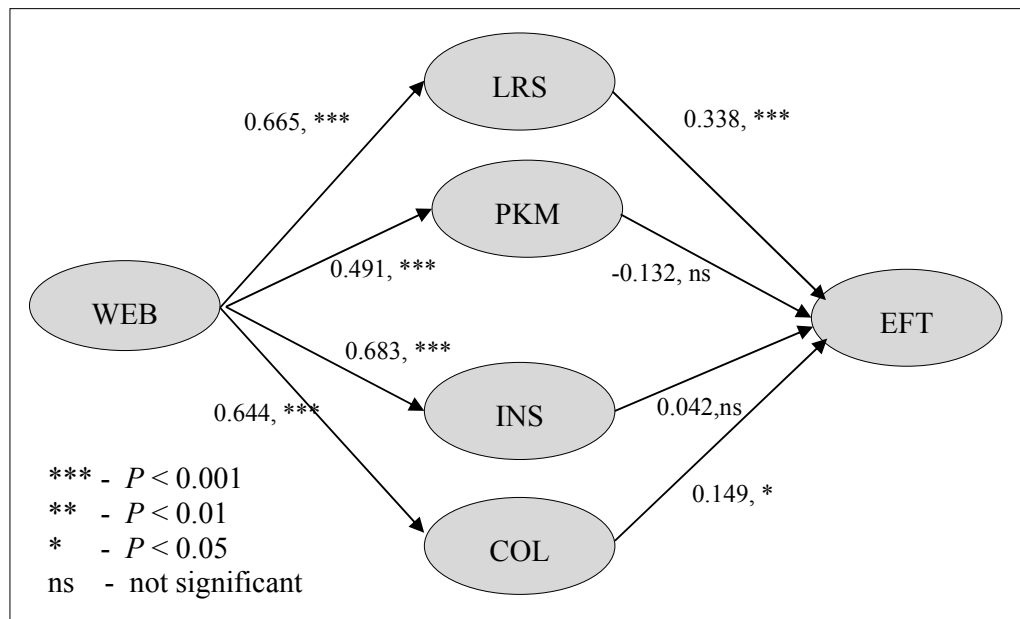 LRS
0.665, ***
0.338, ***
PKM
0.491, ***
-0.132, ns
WEB
EFT
0.683, ***
0.644, ***
INS
0.042,ns
*** - P < 0.001
** - P < 0.01
* - P < 0.05
ns - not significant
0.149, *
COL